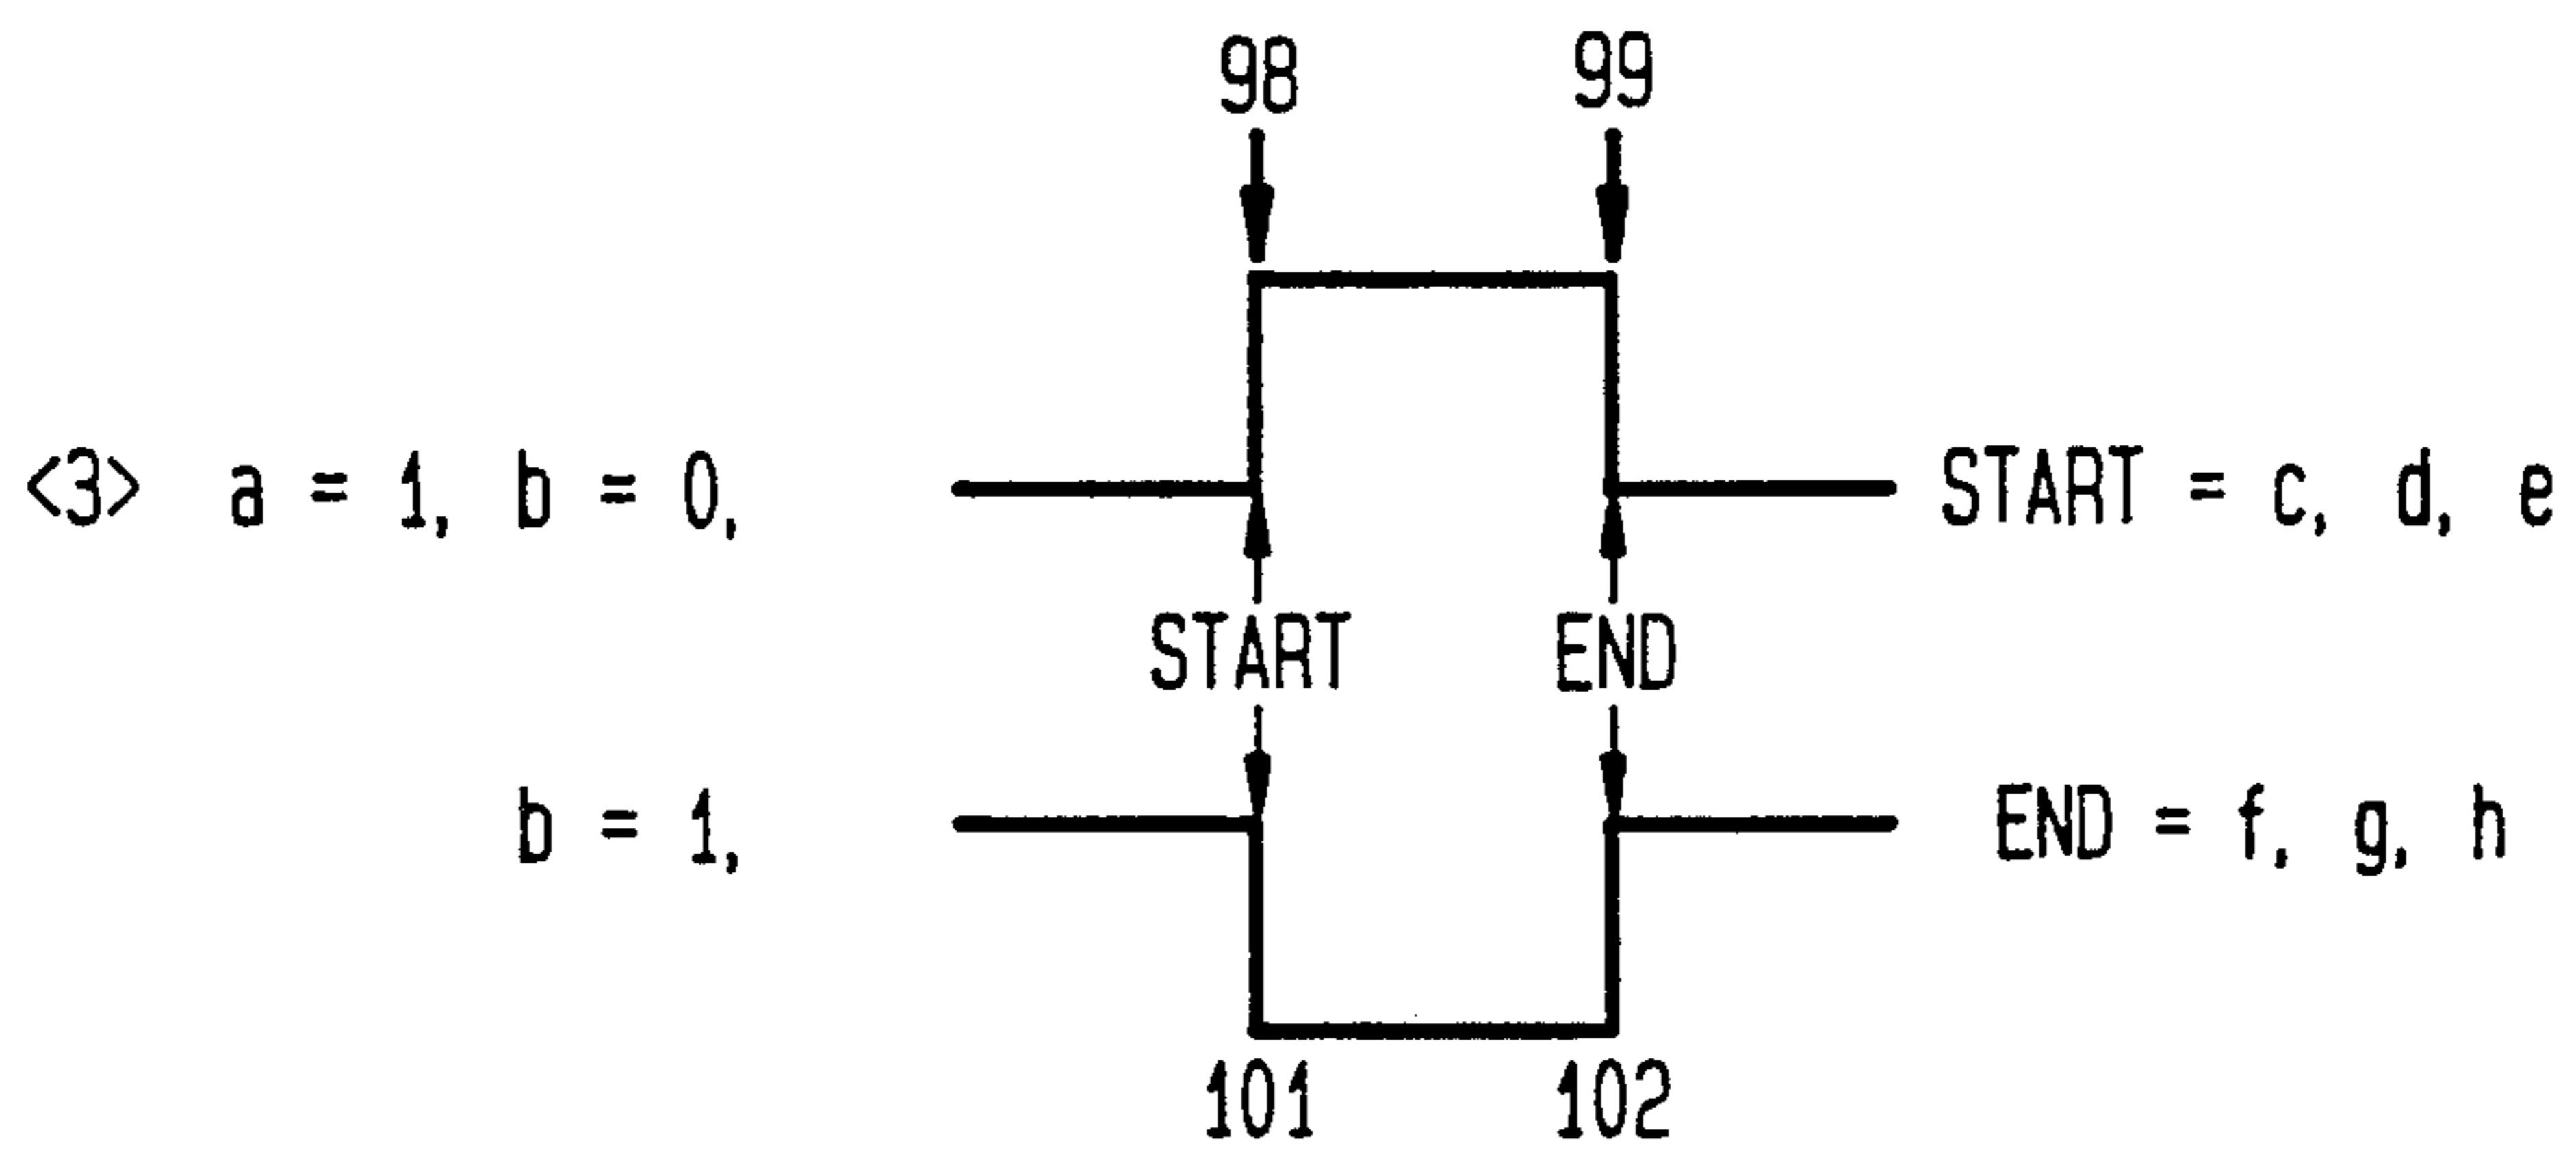 98 99
<3> a = 1, b = 0, START = c, d, e
START END
b = 1, END = f, g, h
101 102